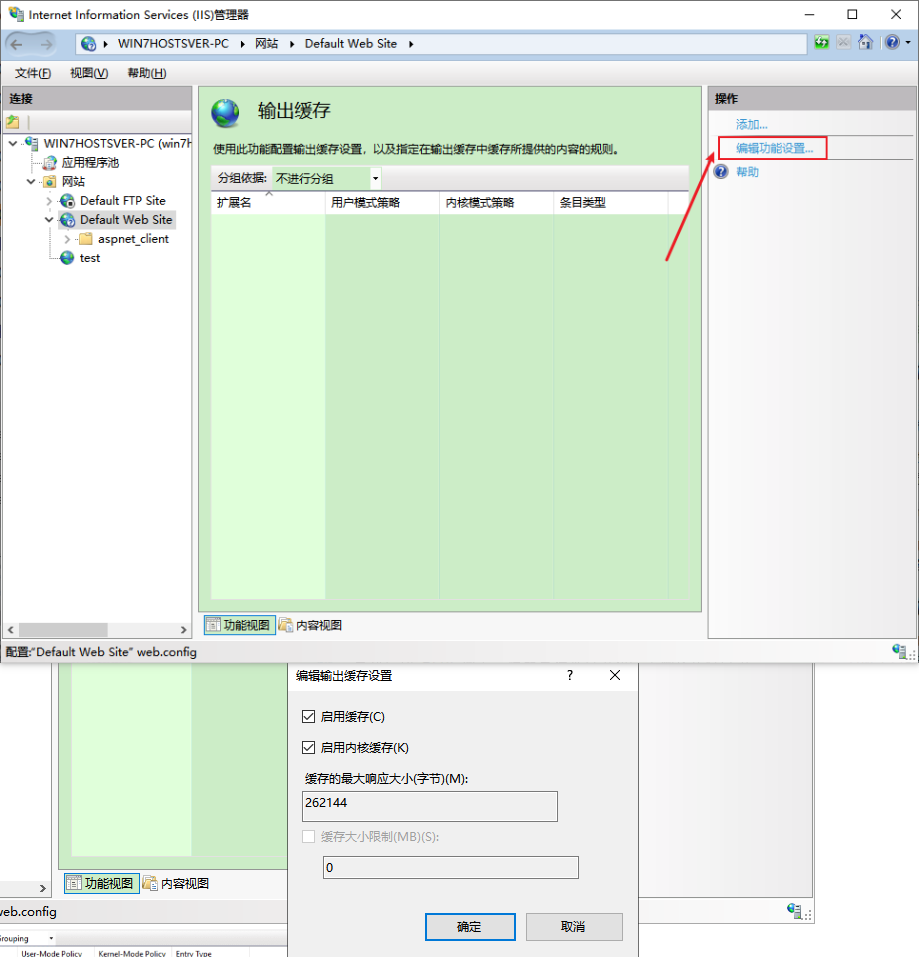 Internet Information Services (IIS)管理器
WIN7HOSTSVER-PC 网站 Default Web Site
文件(F) 视图(V) 帮助(H)
连接
WIN7HOSTSVER-PC (win7h
应用程序池
网站
Default FTP Site
Default Web Site
aspnet_client
test
输出缓存
使用此功能配置输出缓存设置，以及指定在输出缓存中缓存所提供的内容的规则。
分组依据: 不进行分组
扩展名 用户模式策略 内核模式策略 条目类型
操作
添加...
编辑功能设置...
帮助
功能视图 内容视图
配置:"Default Web Site" web.config
编辑输出缓存设置
启用缓存(C)
启用内核缓存(K)
缓存的最大响应大小(字节)(M):
262144
缓存大小限制(MB)(S):
0
确定 取消
功能视图 内容视图
web.config
Grouping
User-Mode Policy Kernel-Mode Policy Entry Type